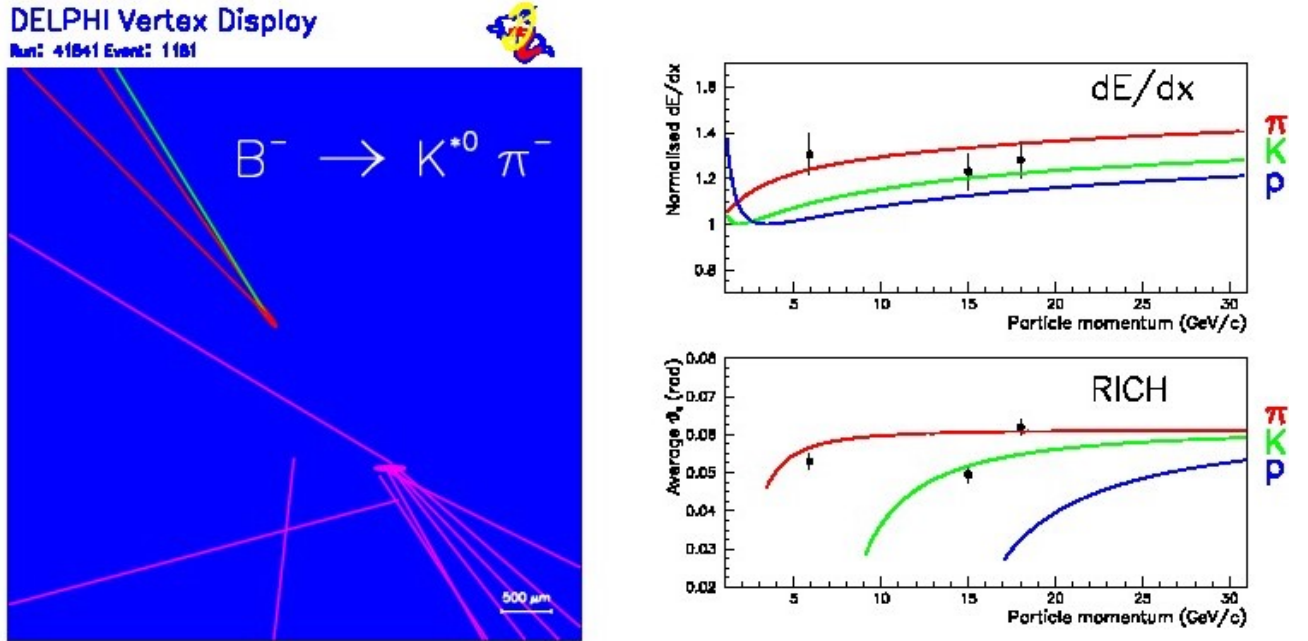 DELPHI Vertex Display
Run: 41541 Event: 1161
B⁻ → K*⁰ π⁻
500 μm
dE/dx
Normalised dE/dx
1.6
1.4
1.2
1
0.8
5 10 15 20 25 30
Particle momentum (GeV/c)
π
K
p
RICH
Average ϑc (rad)
0.08
0.07
0.06
0.05
0.04
0.03
0.02
5 10 15 20 25 30
Particle momentum (GeV/c)
π
K
p